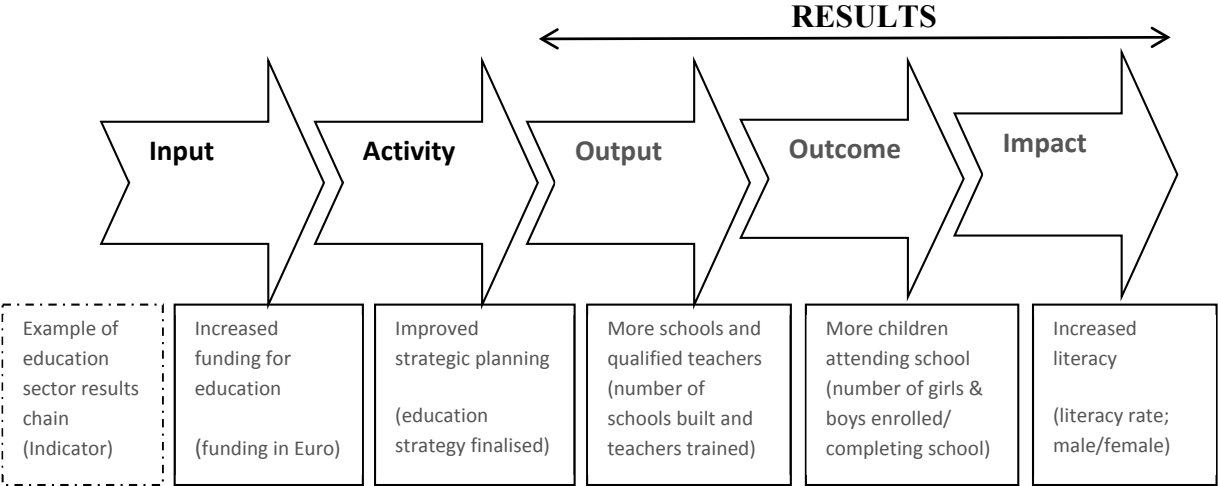 RESULTS
Input
Activity
Output
Outcome
Impact
Example of
education
sector results
chain
(Indicator)
Increased
funding for
education
(funding in Euro)
Improved
strategic planning
(education
strategy finalised)
More schools and
qualified teachers
(number of
schools built and
teachers trained)
More children
attending school
(number of girls &
boys enrolled/
completing school)
Increased
literacy
(literacy rate;
male/female)